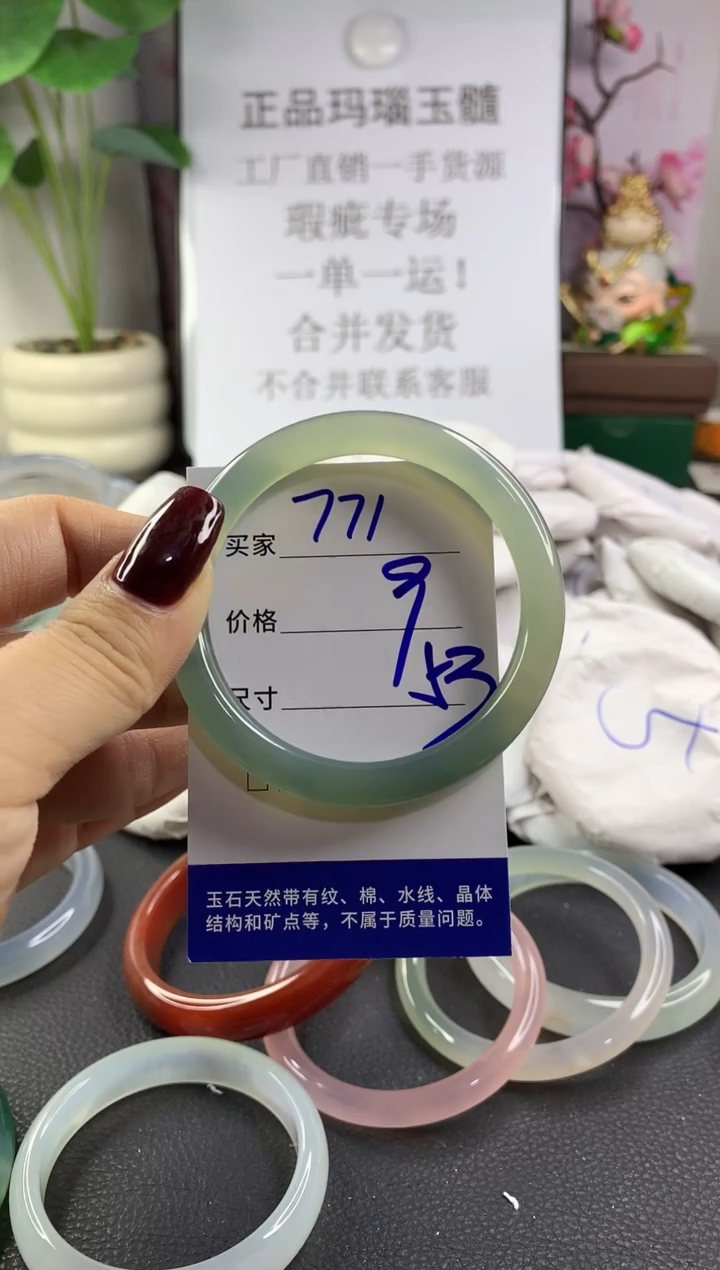 正品玛瑙玉髓
工厂直销一手货源
瑕疵专场
一单一运!
合并发货
不合并联系客服
买家 771
价格 9
尺寸 53
玉石天然带有纹、棉、水线、晶体
结构和矿点等，不属于质量问题。